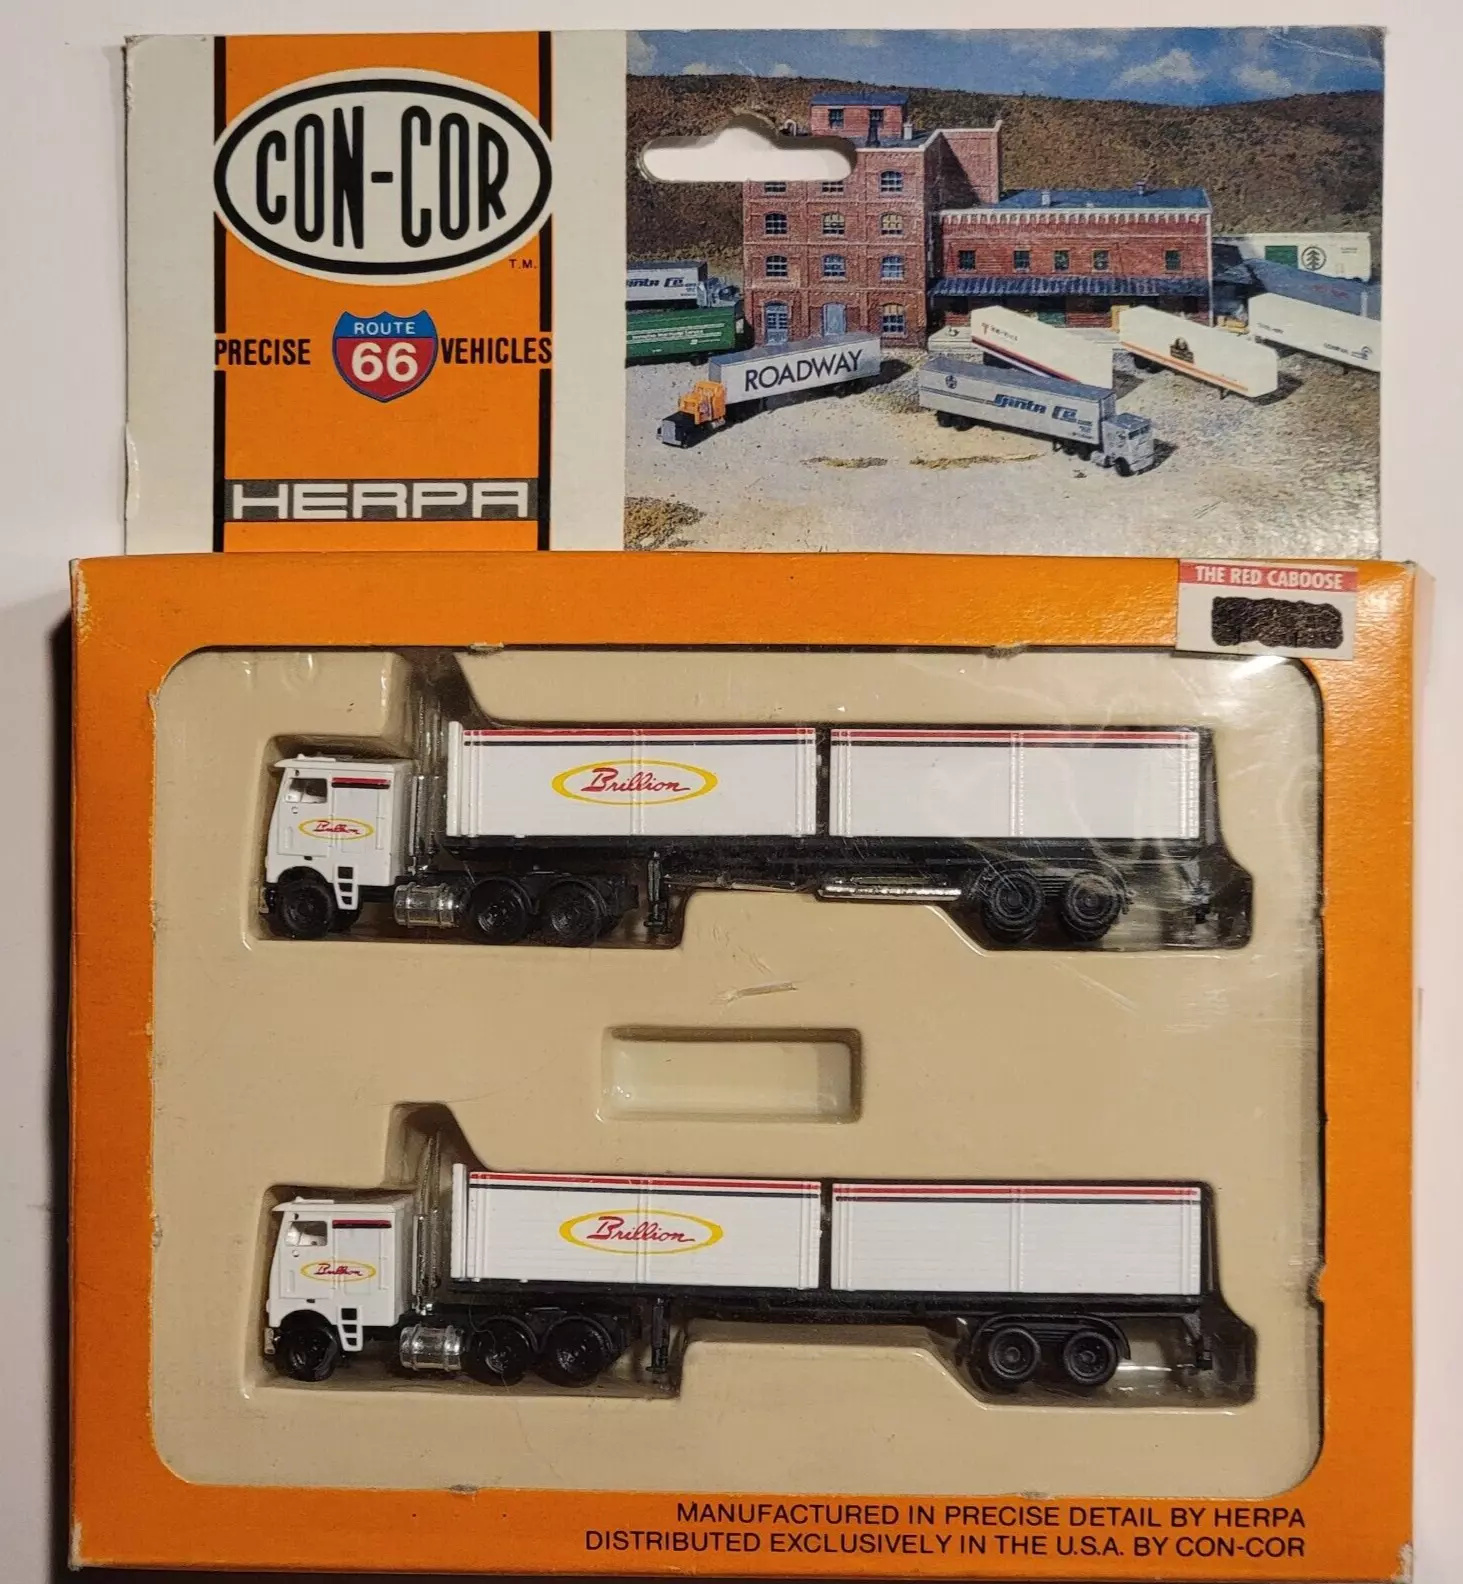 CON-COR
T.M.
PRECISE ROUTE 66 VEHICLES
HERPA
Santa Fe
ROADWAY
Santa Fe
THE RED CABOOSE
Brillion
Brillion
Brillion
Brillion
MANUFACTURED IN PRECISE DETAIL BY HERPA
DISTRIBUTED EXCLUSIVELY IN THE U.S.A. BY CON-COR